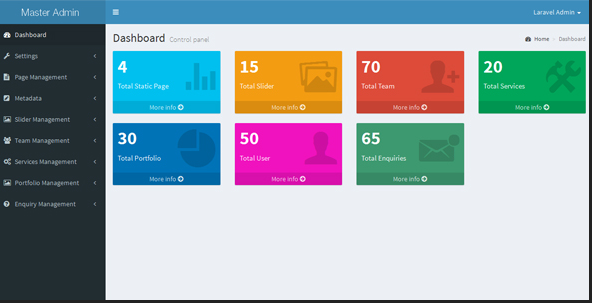 Master Admin
Laravel Admin
Dashboard
Settings
Page Management
Metadata
Slider Management
Team Management
Services Management
Portfolio Management
Enquiry Management
Dashboard Control panel
Home > Dashboard
4
Total Static Page
More info
15
Total Slider
More info
70
Total Team
More info
20
Total Services
More info
30
Total Portfolio
More info
50
Total User
More info
65
Total Enquiries
More info